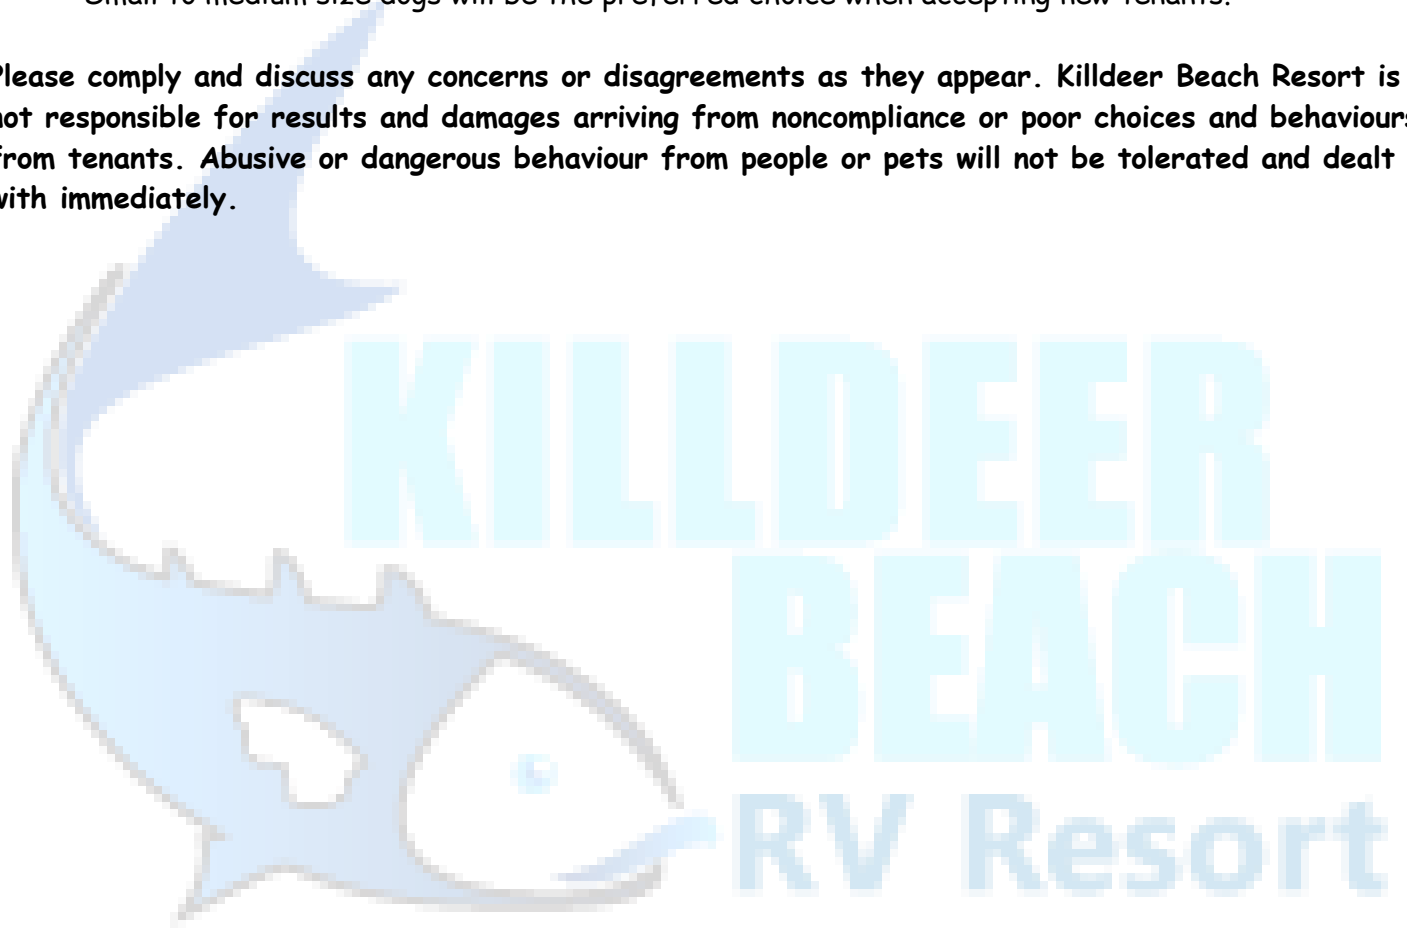 Small to medium size dogs will be the preferred choice when accepting new tenants.
Please comply and discuss any concerns or disagreements as they appear. Killdeer Beach Resort is
not responsible for results and damages arriving from noncompliance or poor choices and behaviours
from tenants. Abusive or dangerous behaviour from people or pets will not be tolerated and dealt
with immediately.
KILLDEER
BEACH
RV Resort